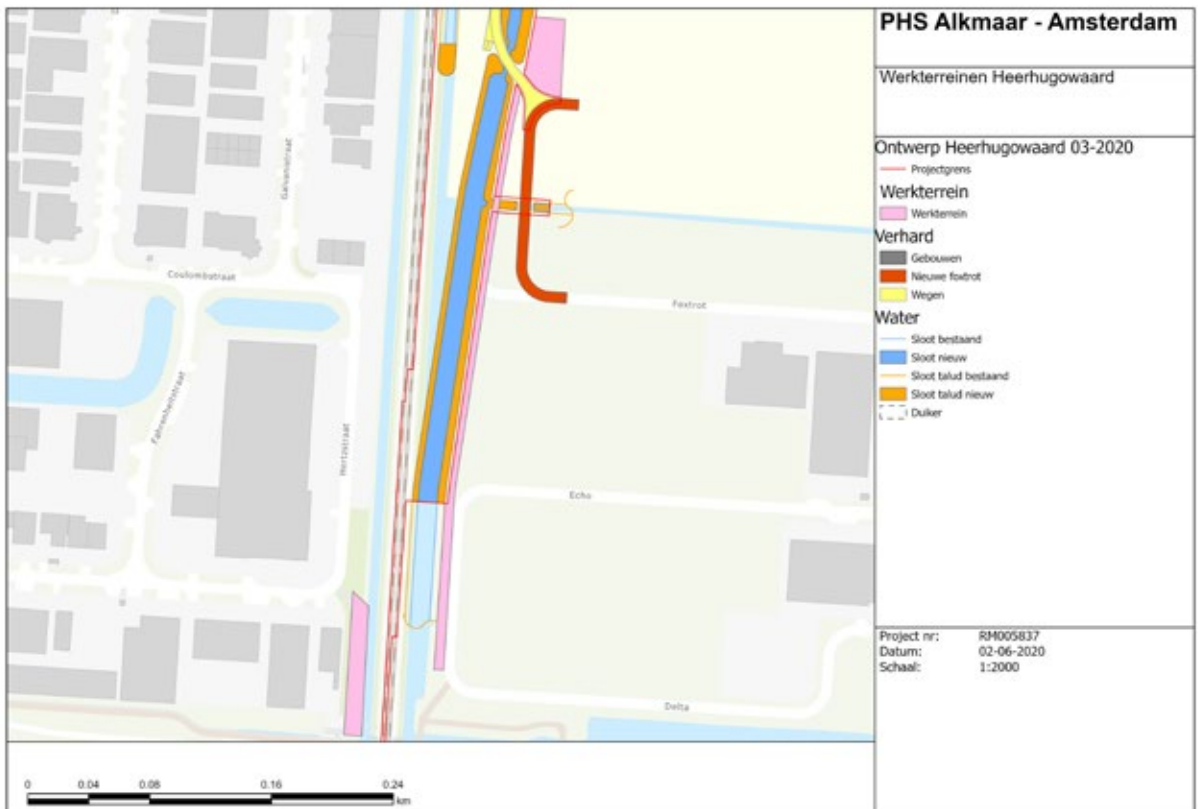 PHS Alkmaar - Amsterdam
Werkterreinen Heerhugowaard
Ontwerp Heerhugowaard 03-2020
Projectgrens
Werkterrein
Werkterrein
Verhard
Gebouwen
Nieuwe foxtrot
Wegen
Water
Sloot bestaand
Sloot nieuw
Sloot talud bestaand
Sloot talud nieuw
Duiker
Project nr: RM005837
Datum: 02-06-2020
Schaal: 1:2000
Galvanistraat
Coulombstraat
Foxtrot
Fahrenheitstraat
Hertzstraat
Echo
Delta
0 0.04 0.08 0.16 0.24
km